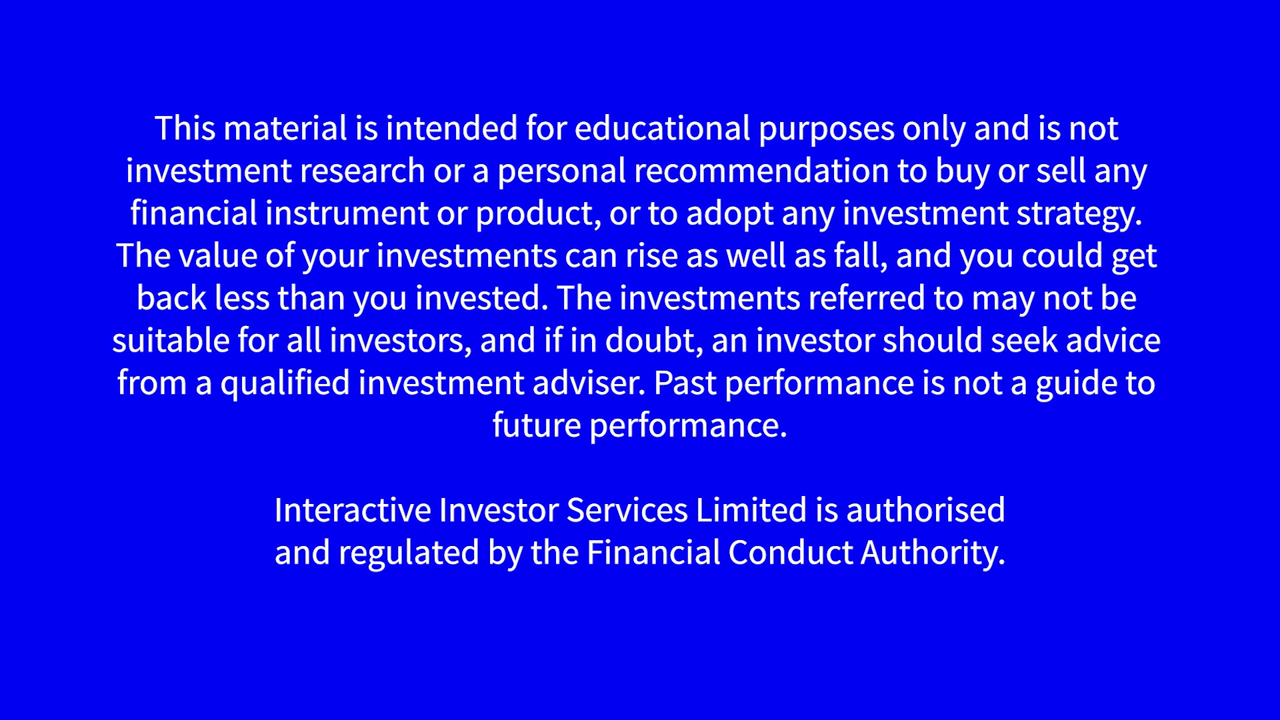 This material is intended for educational purposes only and is not
investment research or a personal recommendation to buy or sell any
financial instrument or product, or to adopt any investment strategy.
The value of your investments can rise as well as fall, and you could get
back less than you invested. The investments referred to may not be
suitable for all investors, and if in doubt, an investor should seek advice
from a qualified investment adviser. Past performance is not a guide to
future performance.
Interactive Investor Services Limited is authorised
and regulated by the Financial Conduct Authority.